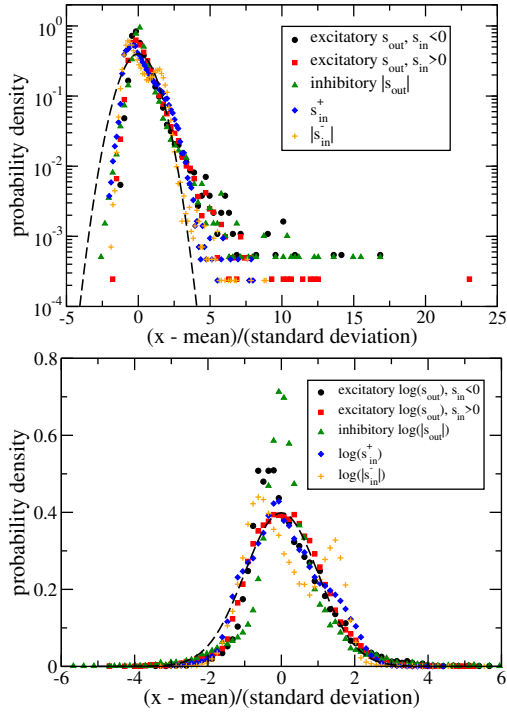 10⁰
10⁻¹
10⁻²
10⁻³
10⁻⁴
probability density
excitatory s_out, s_in<0
excitatory s_out, s_in>0
inhibitory |s_out|
s_in^+
|s_in^-|
-5 0 5 10 15 20 25
(x - mean)/(standard deviation)
0.8
0.6
0.4
0.2
0
probability density
excitatory log(s_out), s_in<0
excitatory log(s_out), s_in>0
inhibitory log(|s_out|)
log(s_in^+)
log(|s_in^-|)
-6 -4 -2 0 2 4 6
(x - mean)/(standard deviation)